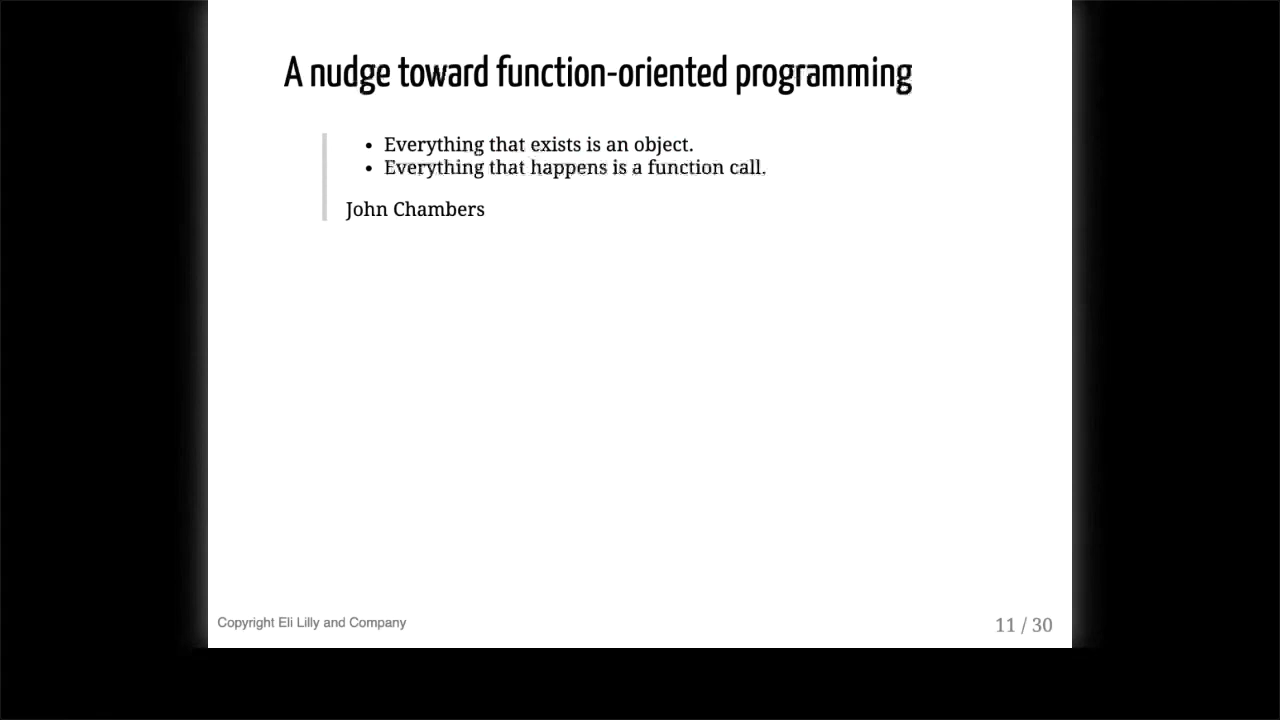 A nudge toward function-oriented programming
• Everything that exists is an object.
• Everything that happens is a function call.
John Chambers
Copyright Eli Lilly and Company
11 / 30